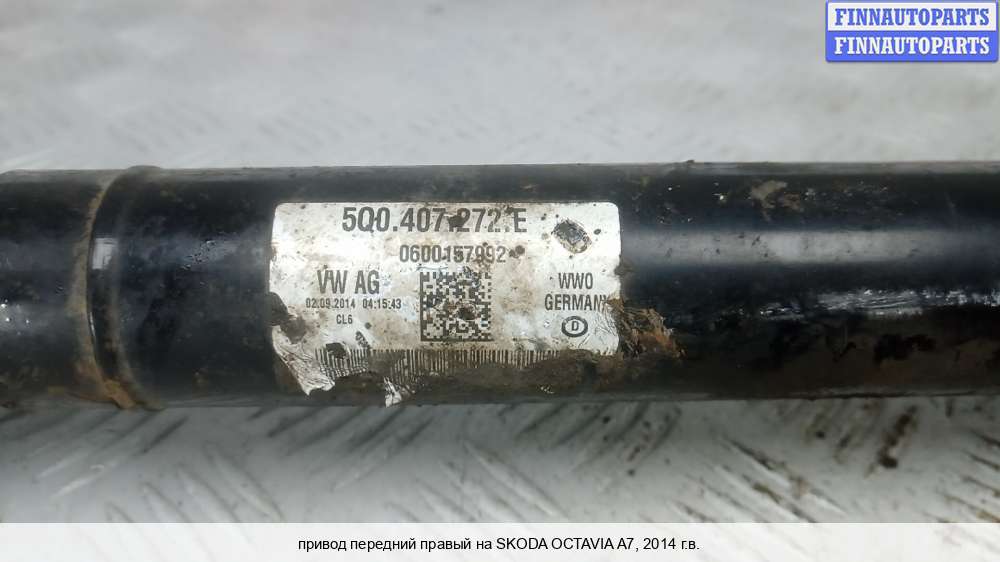 FINNAUTOPARTS
FINNAUTOPARTS
5Q0.407.272.E
0600157992
VW AG
02.09.2014 04:15:43
CL6
WWO
GERMANY
D
привод передний правый на SKODA OCTAVIA A7, 2014 г.в.